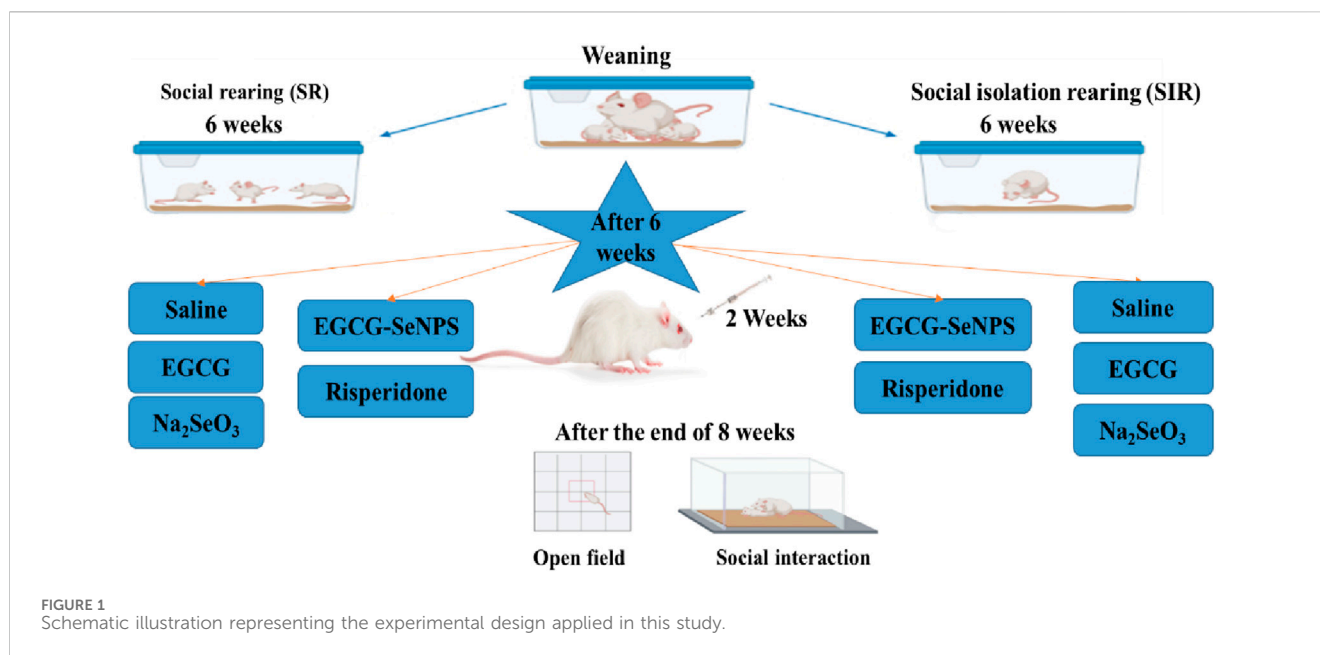 Weaning
Social rearing (SR)
6 weeks
Social isolation rearing (SIR)
6 weeks
After 6
weeks
Saline
EGCG
Na₂SeO₃
EGCG-SeNPS
Risperidone
2 Weeks
EGCG-SeNPS
Risperidone
Saline
EGCG
Na₂SeO₃
After the end of 8 weeks
Open field
Social interaction
FIGURE 1
Schematic illustration representing the experimental design applied in this study.